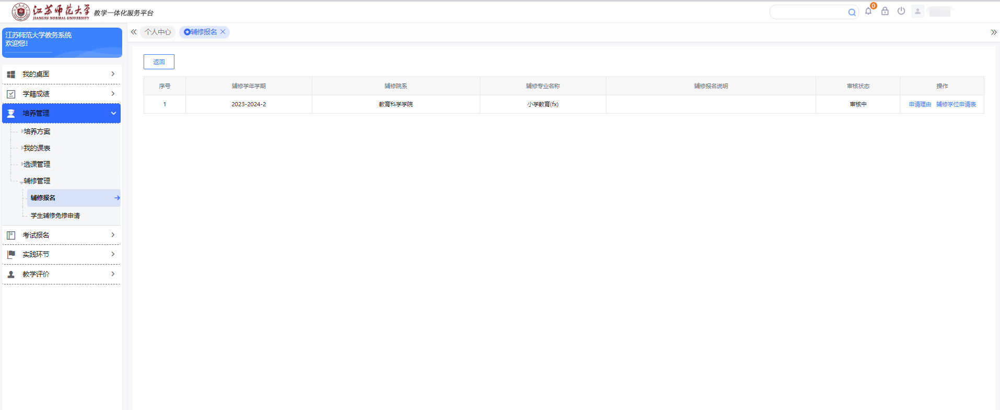 江苏师范大学 教学一体化服务平台
JIANGSU NORMAL UNIVERSITY
0
江苏师范大学教务系统
欢迎您!
个人中心 辅修报名
我的桌面
学籍成绩
培养管理
培养方案
我的课表
选课管理
辅修管理
辅修报名
学生辅修免修申请
考试报名
实践环节
教学评价
返回
序号 辅修学年学期 辅修院系 辅修专业名称 辅修报名说明 审核状态 操作
1 2023-2024-2 教育科学学院 小学教育(fx) 审核中 申请理由 辅修学位申请表